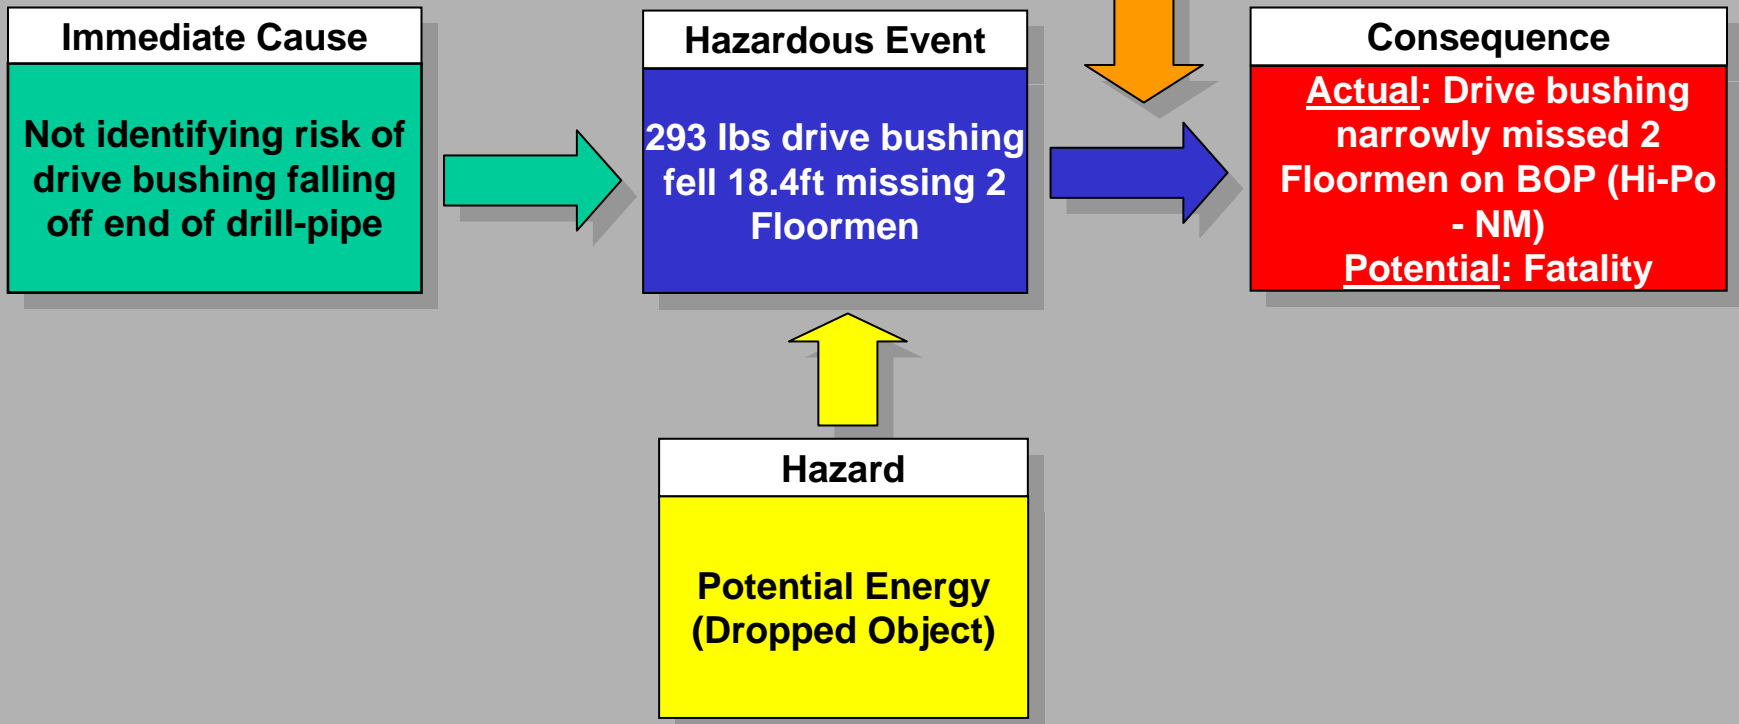 Immediate Cause
Not identifying risk of
drive bushing falling
off end of drill-pipe
Hazardous Event
293 lbs drive bushing
fell 18.4ft missing 2
Floormen
Consequence
Actual: Drive bushing
narrowly missed 2
Floormen on BOP (Hi-Po
- NM)
Potential: Fatality
Hazard
Potential Energy
(Dropped Object)